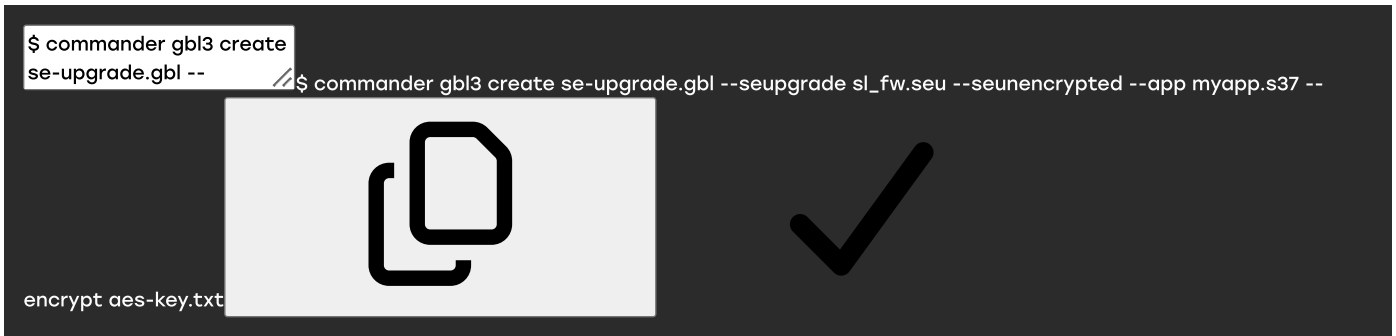 $ commander gbl3 create
se-upgrade.gbl --
$ commander gbl3 create se-upgrade.gbl --seupgrade sl_fw.seu --seunencrypted --app myapp.s37 --
encrypt aes-key.txt